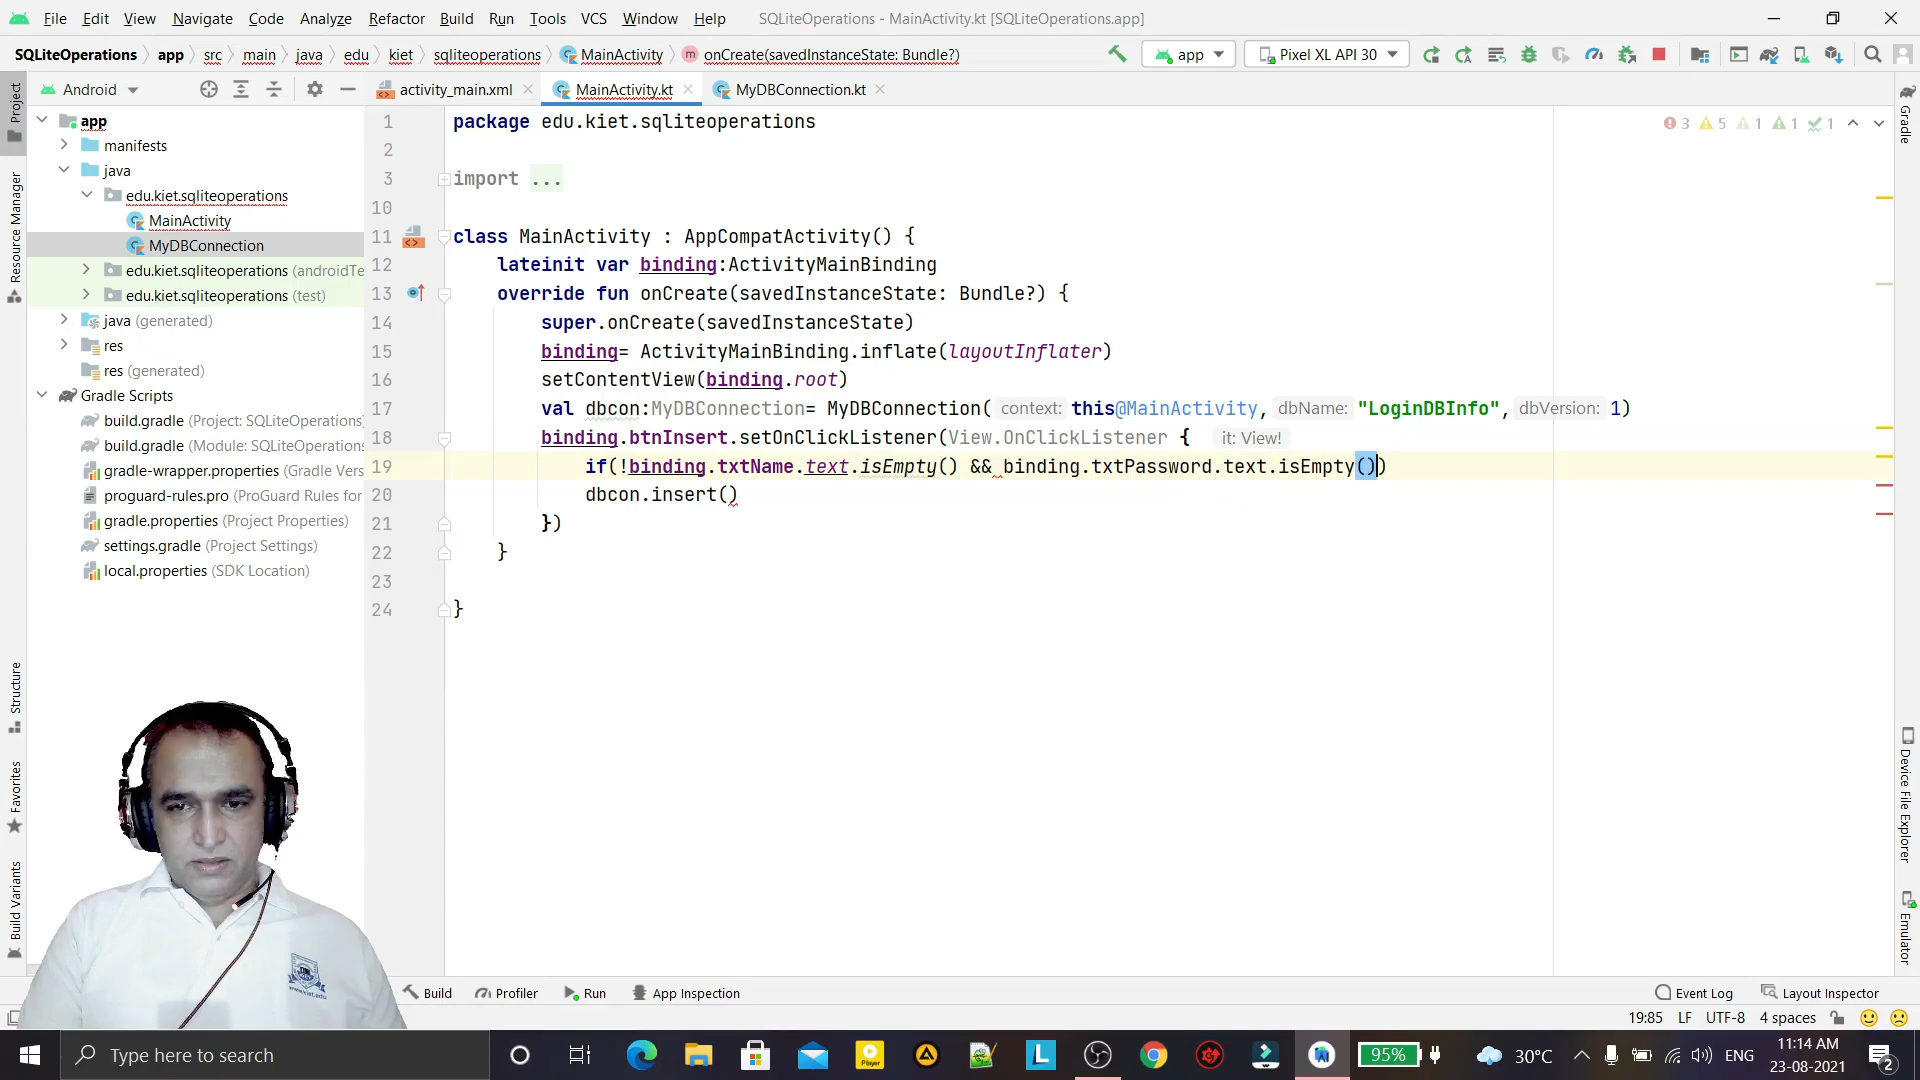 File Edit View Navigate Code Analyze Refactor Build Run Tools VCS Window Help SQLiteOperations - MainActivity.kt [SQLiteOperations.app]
SQLiteOperations app src main java edu kiet sqliteoperations MainActivity onCreate(savedInstanceState: Bundle?) app Pixel XL API 30
Android activity_main.xml MainActivity.kt MyDBConnection.kt
Project
Resource Manager
Structure
Favorites
Build Variants
app
manifests
java
edu.kiet.sqliteoperations
MainActivity
MyDBConnection
edu.kiet.sqliteoperations (androidTe
edu.kiet.sqliteoperations (test)
java (generated)
res
res (generated)
Gradle Scripts
build.gradle (Project: SQLiteOperations)
build.gradle (Module: SQLiteOperations
gradle-wrapper.properties (Gradle Vers
proguard-rules.pro (ProGuard Rules for
gradle.properties (Project Properties)
settings.gradle (Project Settings)
local.properties (SDK Location)
3 5 1 1 1
1 package edu.kiet.sqliteoperations
2
3 import ...
10
11 class MainActivity : AppCompatActivity() {
12 lateinit var binding:ActivityMainBinding
13 override fun onCreate(savedInstanceState: Bundle?) {
14 super.onCreate(savedInstanceState)
15 binding= ActivityMainBinding.inflate(layoutInflater)
16 setContentView(binding.root)
17 val dbcon:MyDBConnection= MyDBConnection( context: this@MainActivity, dbName: "LoginDBInfo", dbVersion: 1)
18 binding.btnInsert.setOnClickListener(View.OnClickListener { it: View!
19 if(!binding.txtName.text.isEmpty() && binding.txtPassword.text.isEmpty())
20 dbcon.insert()
21 })
22 }
23
24 }
Gradle
Device File Explorer
Emulator
Build Profiler Run App Inspection Event Log Layout Inspector
19:85 LF UTF-8 4 spaces
Type here to search
L
Player
95% 30°C ENG
11:14 AM
23-08-2021
2